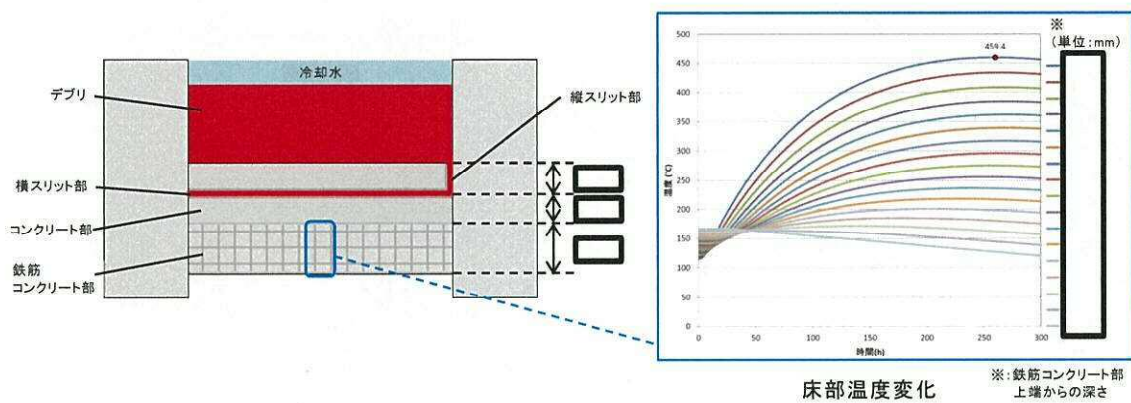 冷却水
デブリ
縦スリット部
横スリット部
コンクリート部
鉄筋
コンクリート部
※
(単位:mm)
500
450
400
350
300
250
200
150
100
50
0
温度(℃)
459.4
0
50
100
150
200
250
300
時間(h)
床部温度変化
※:鉄筋コンクリート部
上端からの深さ